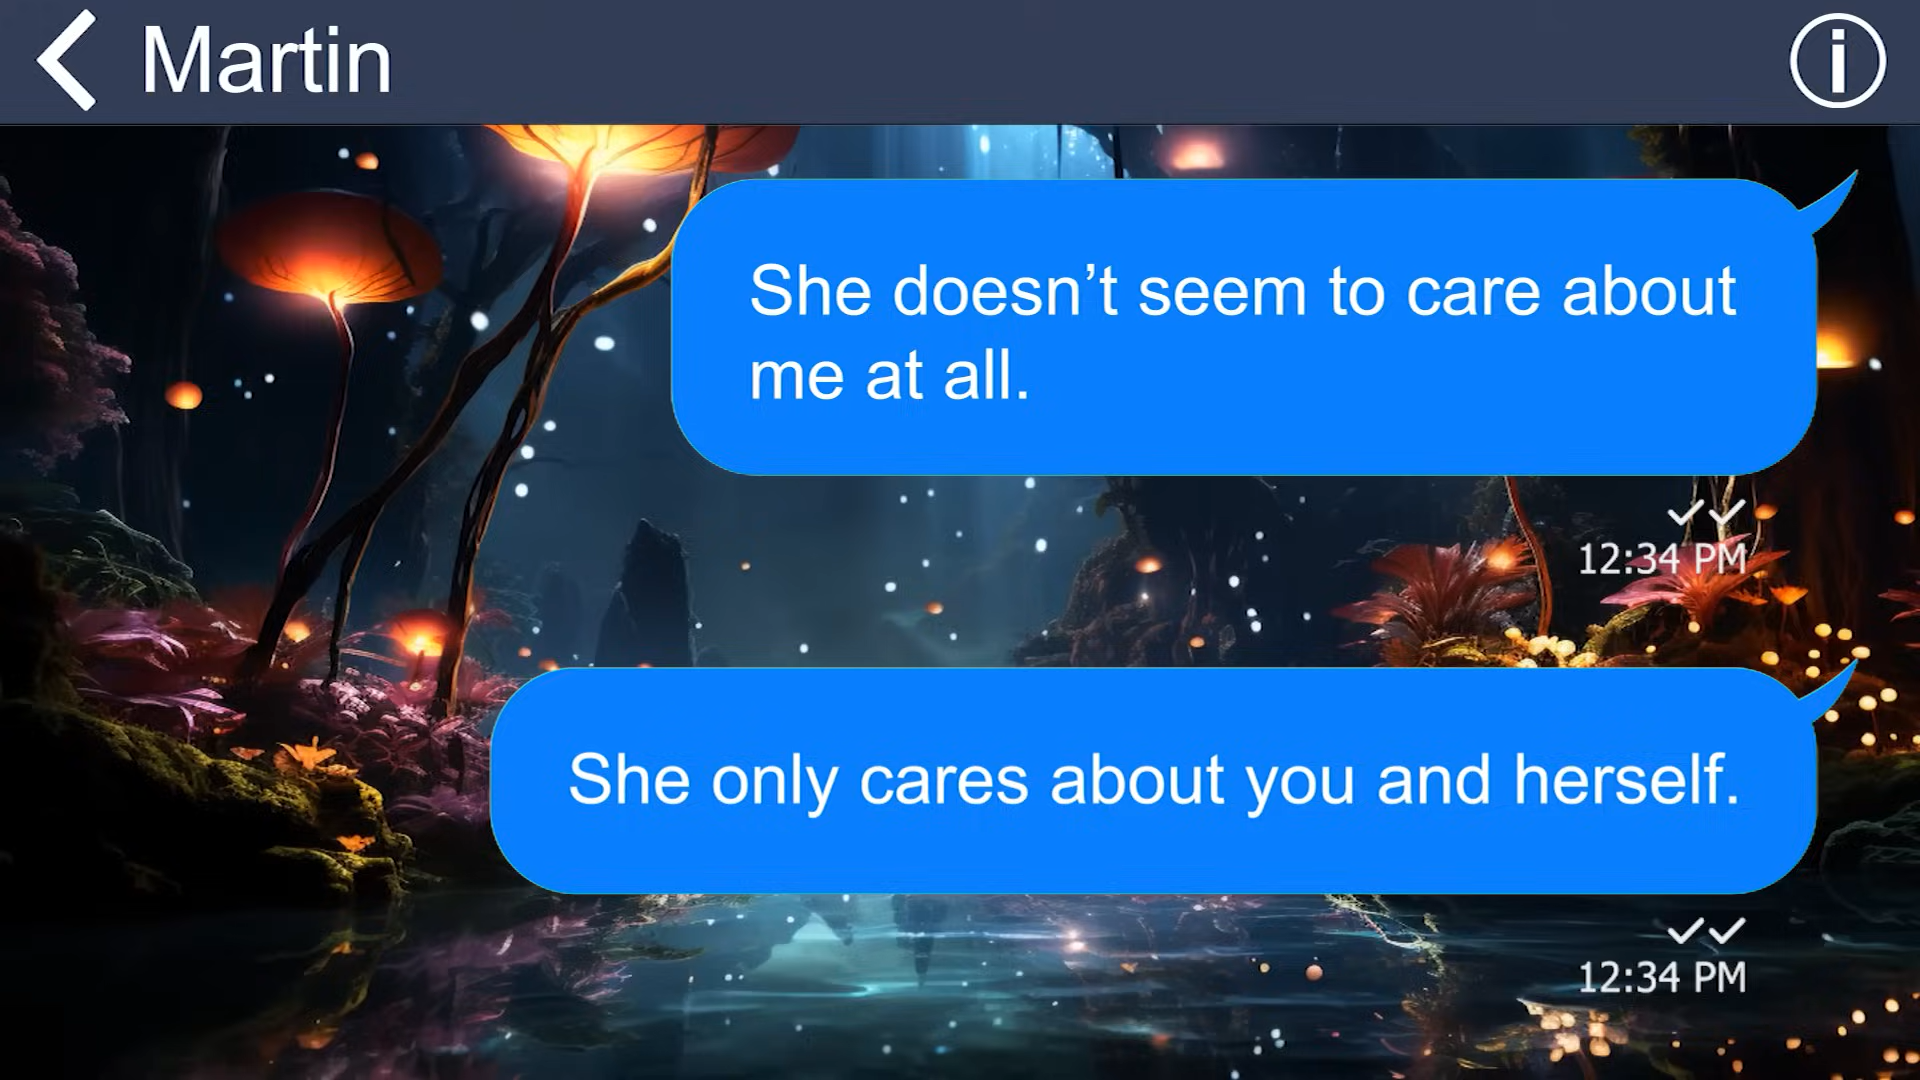 Martin
She doesn’t seem to care about
me at all.
12:34 PM
She only cares about you and herself.
12:34 PM